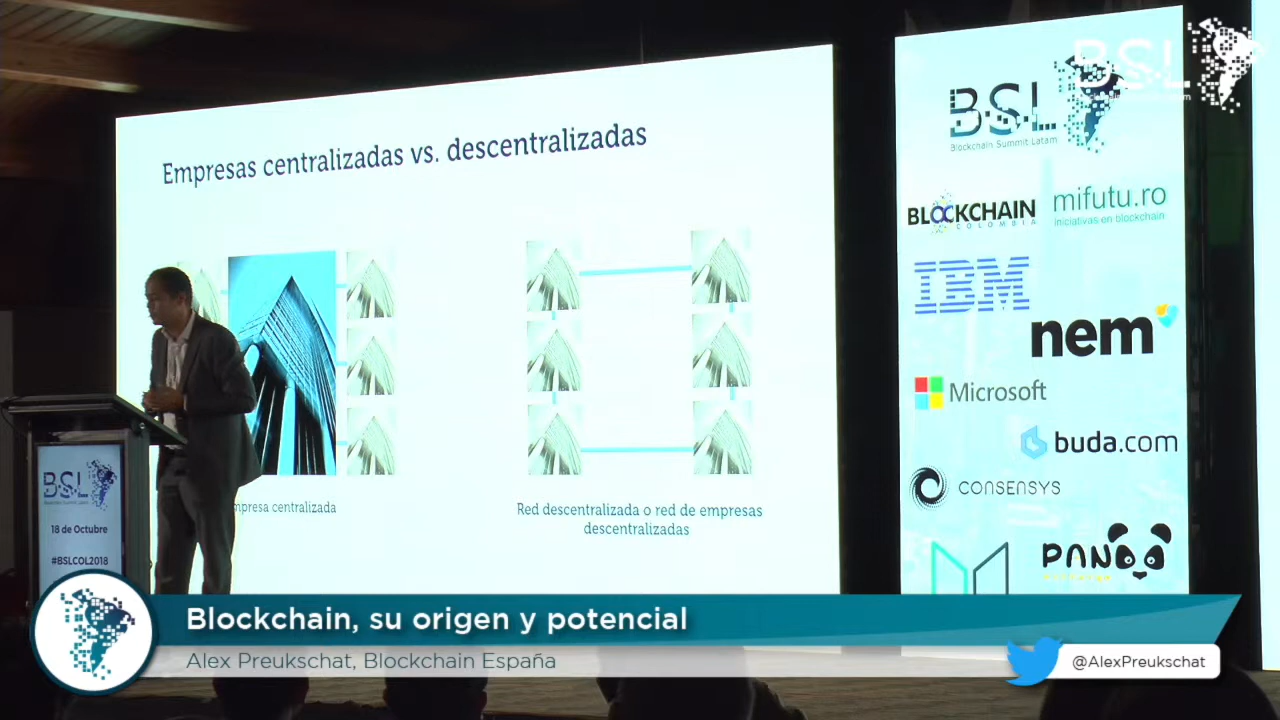 Empresas centralizadas vs. descentralizadas
mpresa centralizada
Red descentralizada o red de empresas
descentralizadas
BSL
Blockchain Summit Latam
BSL
BLOCKCHAIN
COLOMBIA
mifutu.ro
iniciativas en blockchain
IBM
nem
Microsoft
buda.com
CONSENSYS
PANDA
BSL
18 de Octubre
#BSLCOL2018
Blockchain, su origen y potencial
Alex Preukschat, Blockchain España
@AlexPreukschat